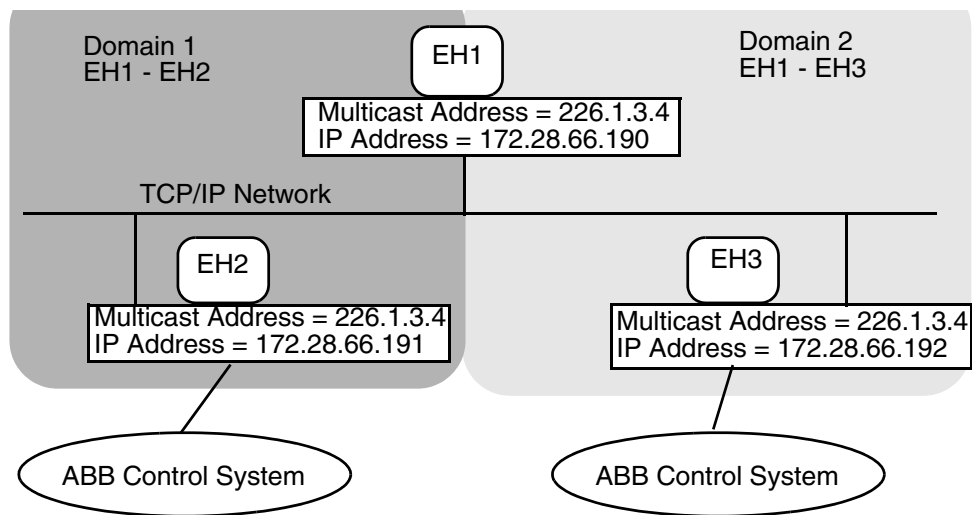 Domain 1
EH1 - EH2
EH1
Domain 2
EH1 - EH3
Multicast Address = 226.1.3.4
IP Address = 172.28.66.190
TCP/IP Network
EH2
Multicast Address = 226.1.3.4
IP Address = 172.28.66.191
EH3
Multicast Address = 226.1.3.4
IP Address = 172.28.66.192
ABB Control System
ABB Control System